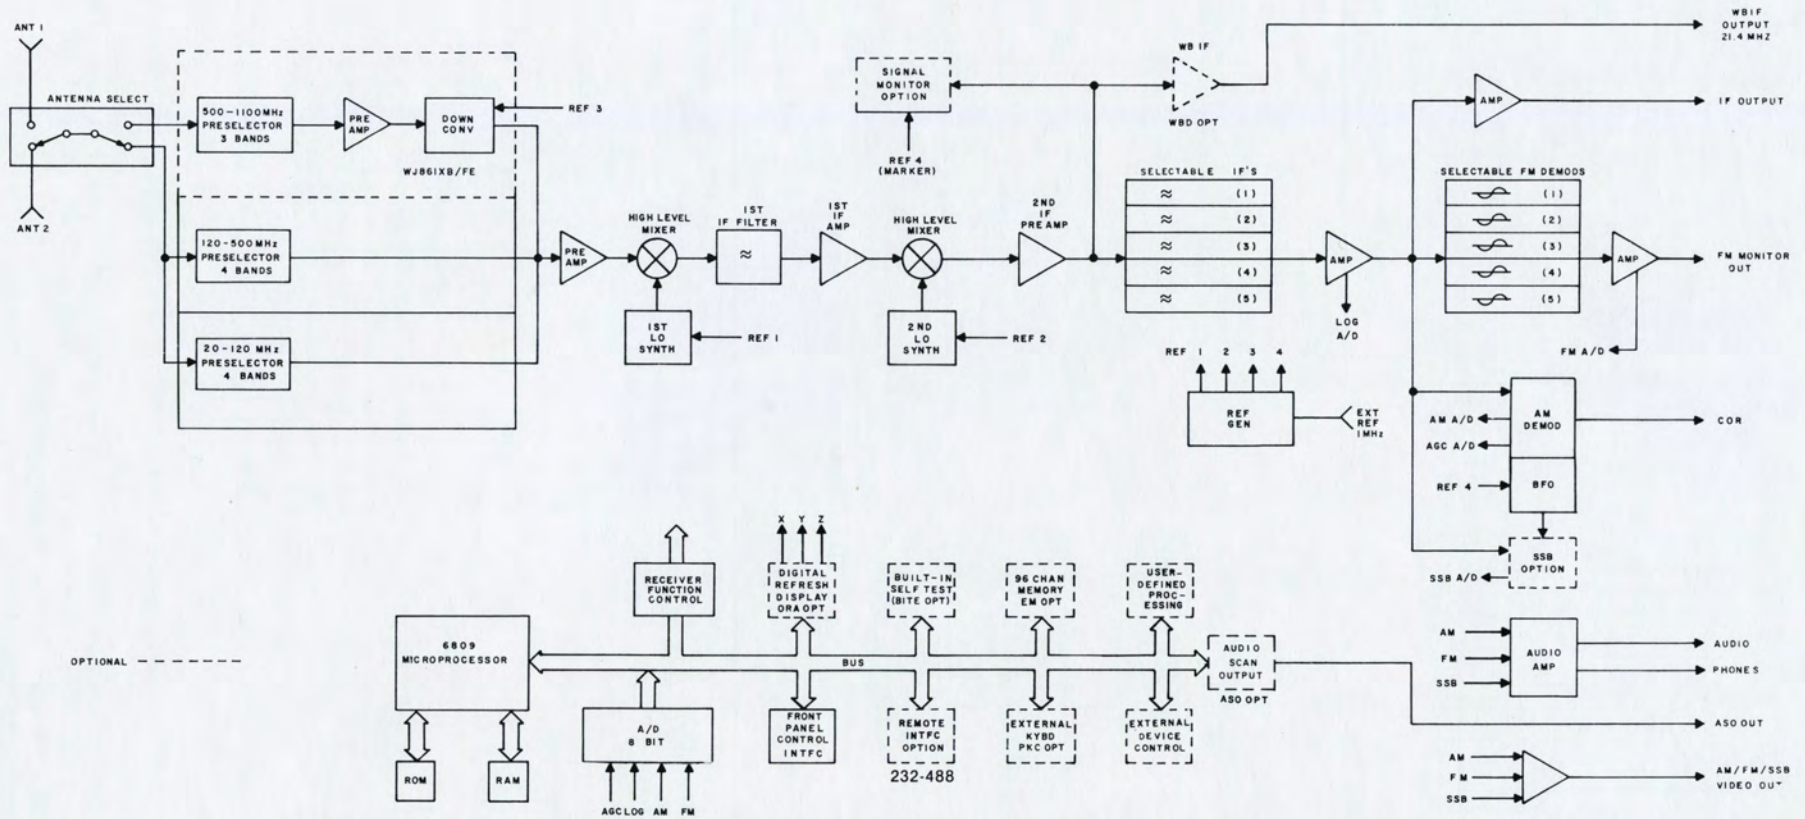 ANT 1
ANTENNA SELECT
ANT 2
500-1100MHz
PRESELECTOR
3 BANDS
PRE
AMP
DOWN
CONV
REF 3
WJ861XB/FE
120-500MHz
PRESELECTOR
4 BANDS
20-120 MHz
PRESELECTOR
4 BANDS
PRE
AMP
HIGH LEVEL
MIXER
1ST
LO
SYNTH
REF 1
1ST
IF FILTER
≈
1ST
IF
AMP
HIGH LEVEL
MIXER
2ND
LO
SYNTH
REF 2
2ND
IF
PREAMP
SIGNAL
MONITOR
OPTION
REF 4
(MARKER)
WB IF
WBD OPT
WBIF
OUTPUT
21.4 MHZ
SELECTABLE IF'S
≈ (1)
≈ (2)
≈ (3)
≈ (4)
≈ (5)
AMP
LOG
A/D
AMP
IF OUTPUT
SELECTABLE FM DEMODS
(1)
(2)
(3)
(4)
(5)
AMP
FM MONITOR
OUT
FM A/D
REF 1 2 3 4
REF
GEN
EXT
REF
1MHz
AM
DEMOD
AM A/D
AGC A/D
COR
REF 4
BFO
SSB
OPTION
SSB A/D
OPTIONAL
6809
MICROPROCESSOR
ROM
RAM
RECEIVER
FUNCTION
CONTROL
A/D
8 BIT
AGC LOG AM FM
X Y Z
DIGITAL
REFRESH
DISPLAY
DRA OPT
BUILT-IN
SELF TEST
(BITE OPT)
96 CHAN
MEMORY
EM OPT
USER-
DEFINED
PROC-
ESSING
BUS
FRONT
PANEL
CONTROL
INTFC
REMOTE
INTFC
OPTION
232-488
EXTERNAL
KYBD
PKC OPT
EXTERNAL
DEVICE
CONTROL
AUDIO
SCAN
OUTPUT
ASO OPT
AM
FM
SSB
AUDIO
AMP
AUDIO
PHONES
ASO OUT
AM
FM
SSB
AM/FM/SSB
VIDEO OUT